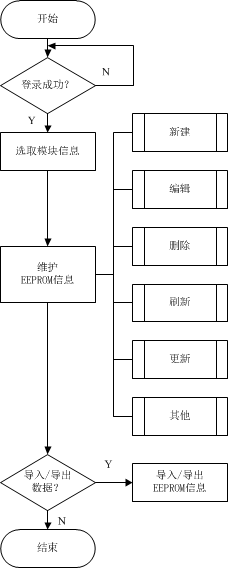 开始
登录成功?
N
Y
选取模块信息
新建
编辑
删除
维护
EEPROM信息
刷新
更新
其他
导入/导出
数据?
Y
导入/导出
EEPROM信息
N
结束